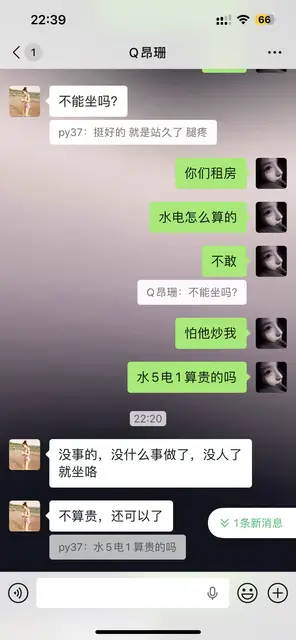 22:39
66
1
Q昂珊
不能坐吗?
py37：挺好的 就是站久了 腿疼
你们租房
水电怎么算的
不敢
Q昂珊：不能坐吗?
怕他炒我
水5电1算贵的吗
22:20
没事的，没什么事做了，没人了
就坐咯
不算贵，还可以了
1条新消息
py37：水5电1算贵的吗